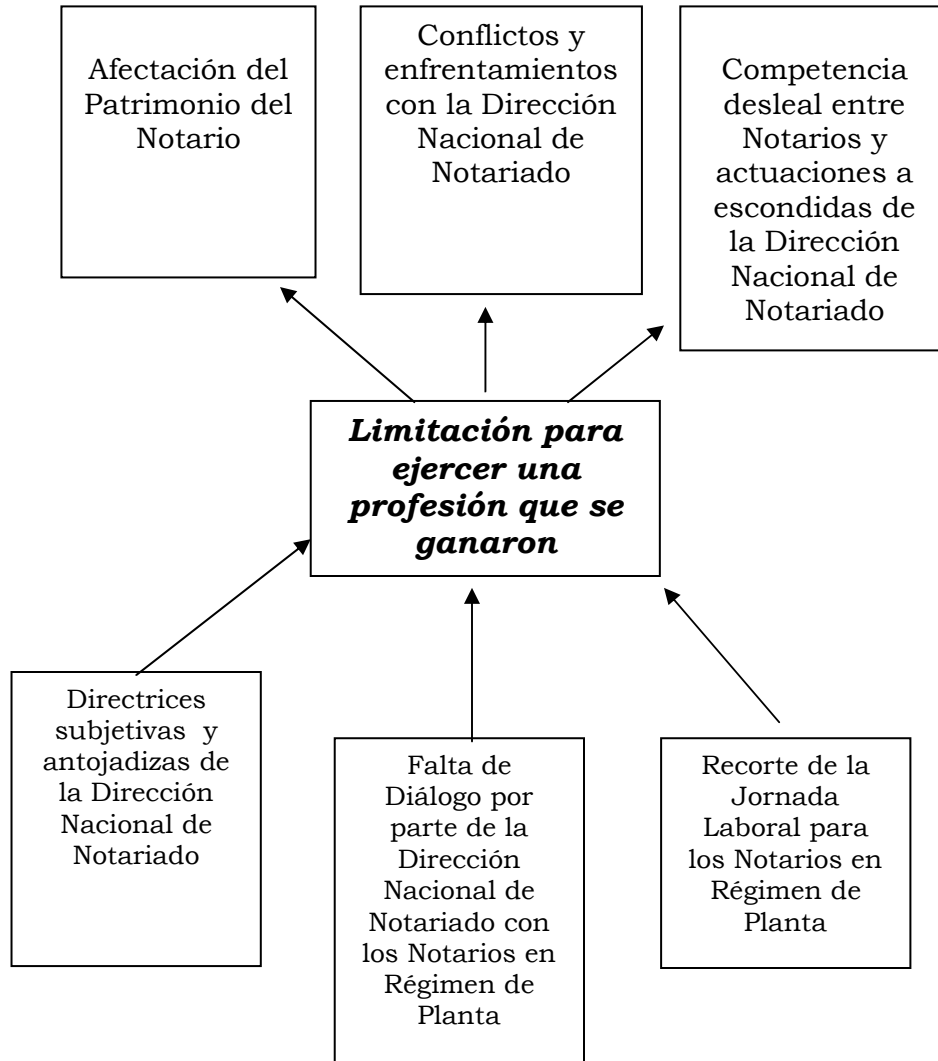 Afectación del
Patrimonio del
Notario
Conflictos y
enfrentamientos
con la Dirección
Nacional de
Notariado
Competencia
desleal entre
Notarios y
actuaciones a
escondidas de
la Dirección
Nacional de
Notariado
Limitación para
ejercer una
profesión que se
ganaron
Directrices
subjetivas y
antojadizas de
la Dirección
Nacional de
Notariado
Falta de
Diálogo por
parte de la
Dirección
Nacional de
Notariado con
los Notarios en
Régimen de
Planta
Recorte de la
Jornada
Laboral para
los Notarios en
Régimen de
Planta